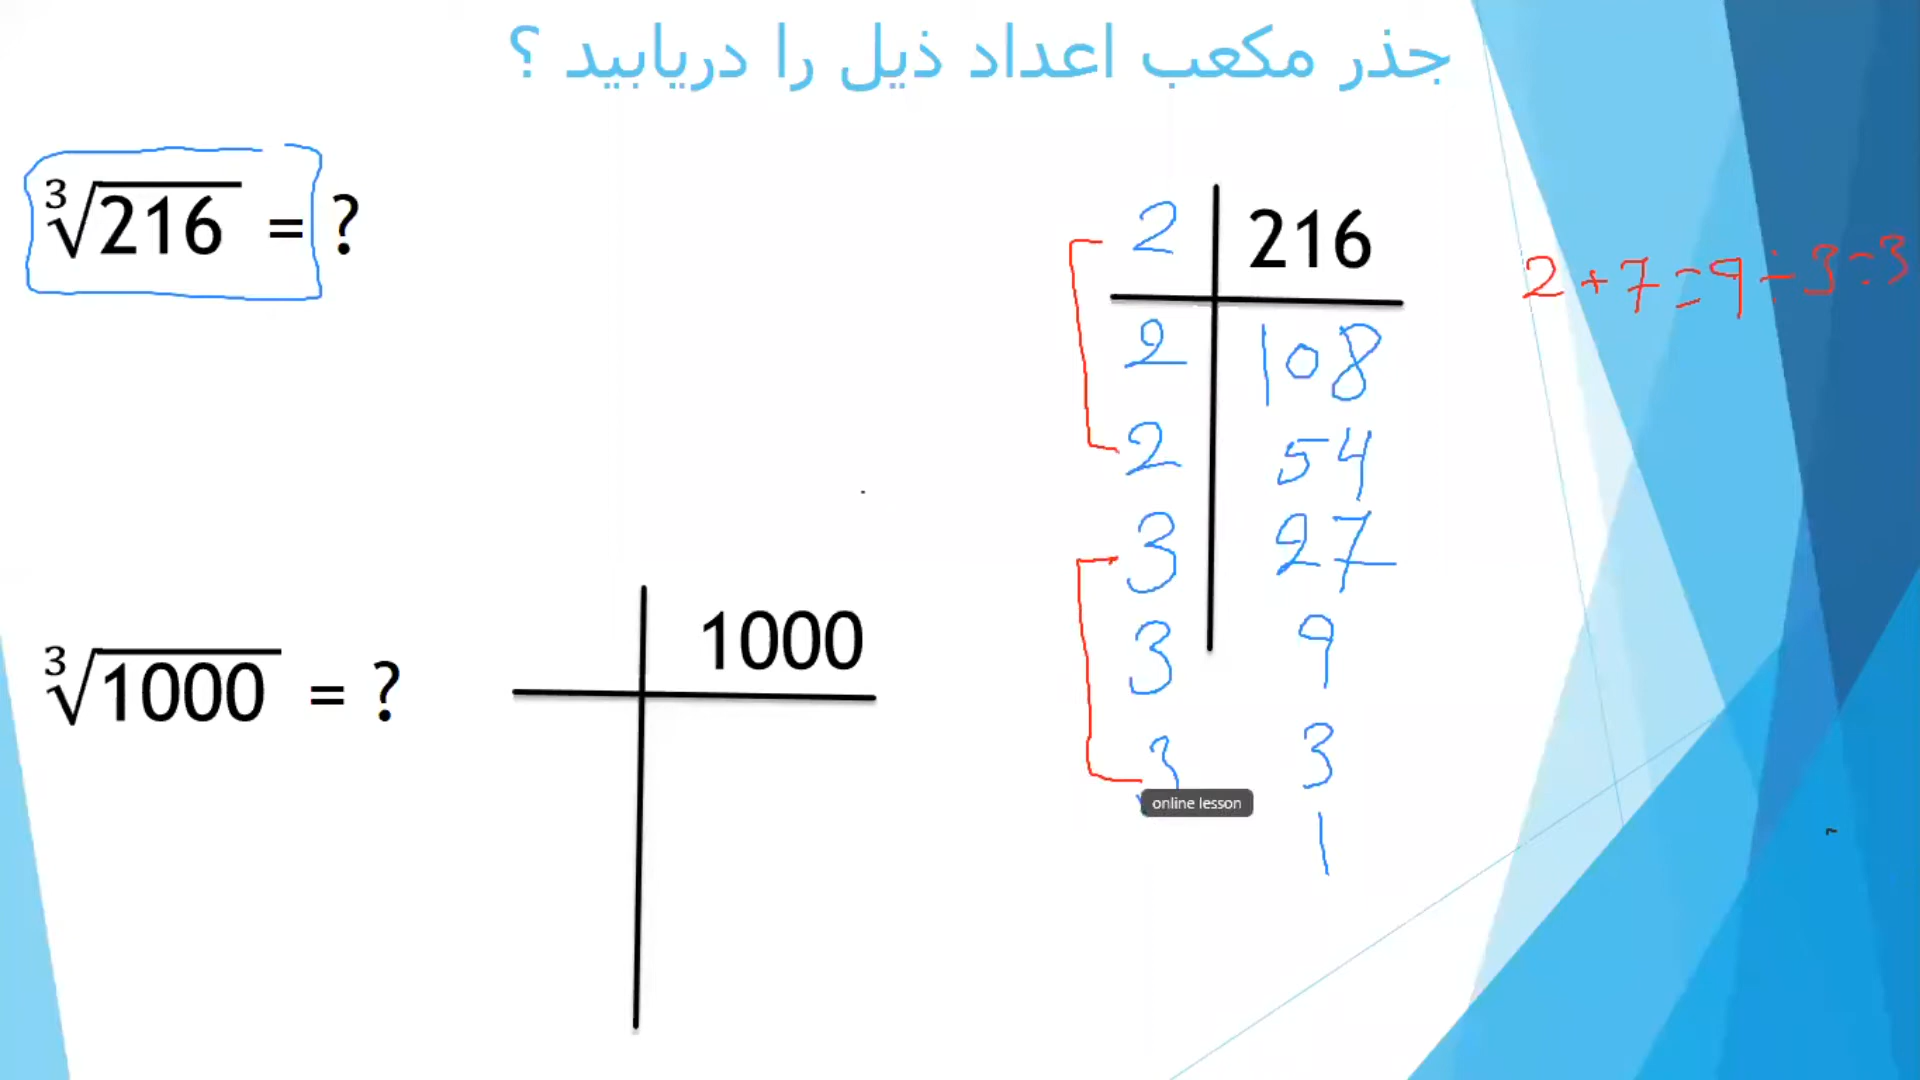 جذر مکعب اعداد ذیل را دریابید ؟
∛216 = ?
2 | 216
2 | 108
2 | 54
3 | 27
3 | 9
3 | 3
1
2 + 7 = 9 ÷ 3 = 3
∛1000 = ?
1000
online lesson